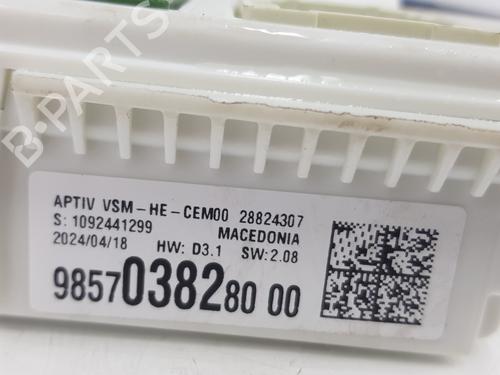 B-PARTS
APTIV VSM-HE-CEM00 28824307
S: 1092441299 MACEDONIA
2024/04/18 HW: D3.1 SW:2.08
9857038280 00